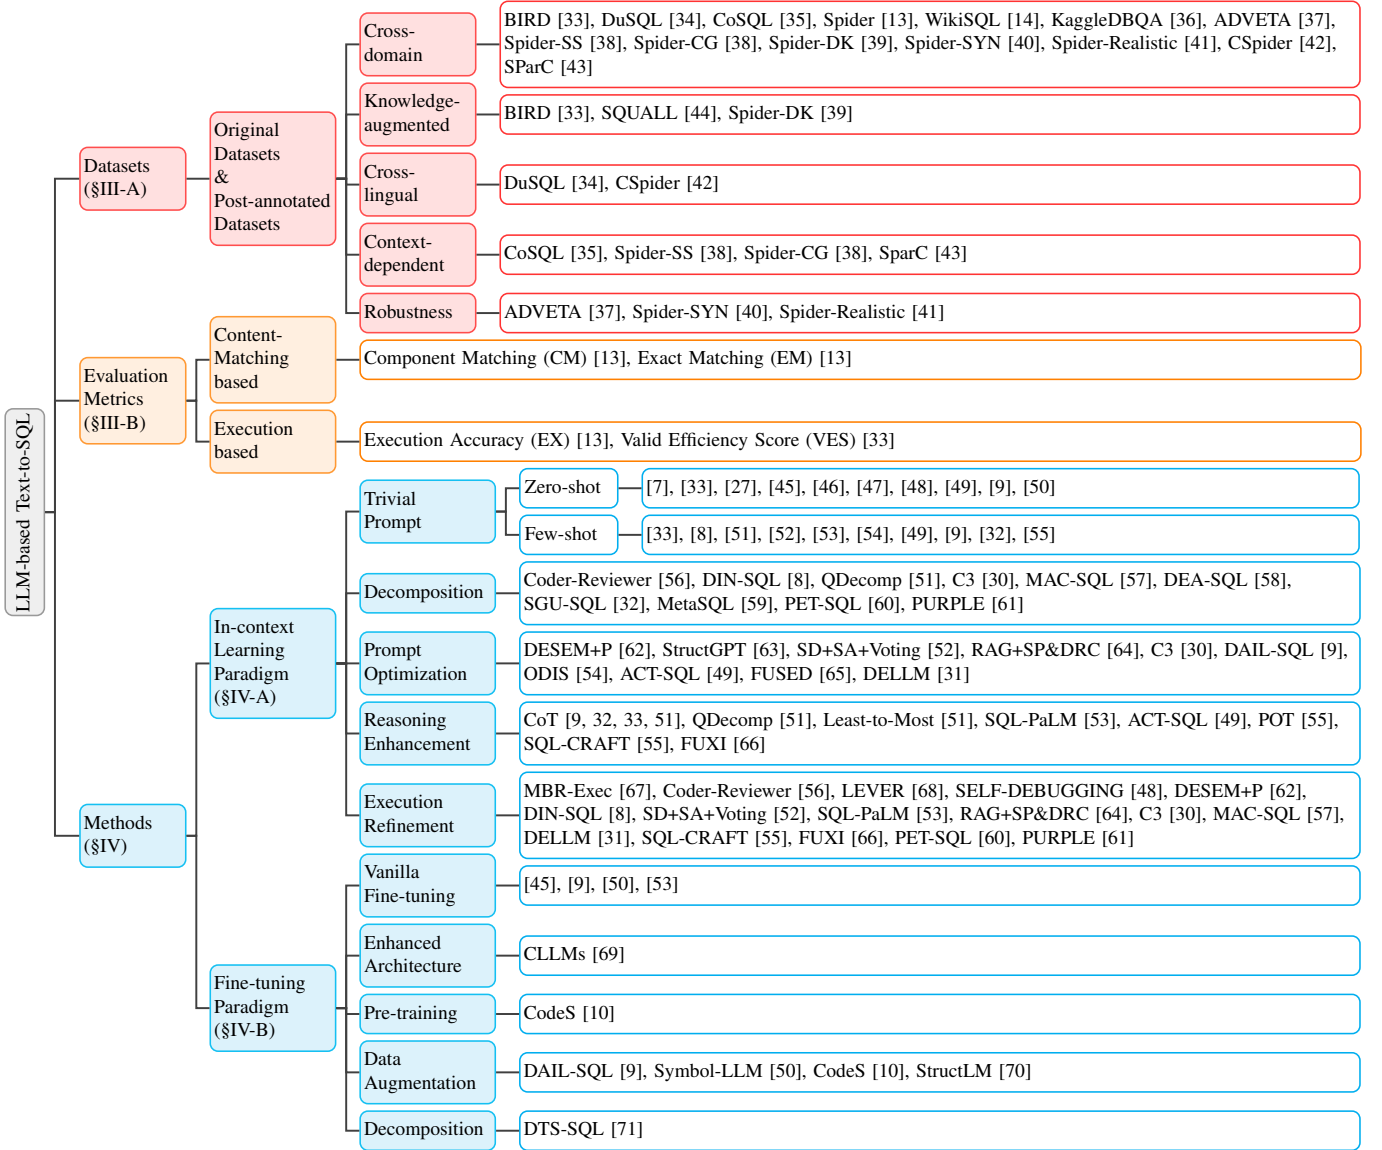 LLM-based Text-to-SQL
Datasets
(§III-A)
Original
Datasets
&
Post-annotated
Datasets
Cross-
domain
BIRD [33], DuSQL [34], CoSQL [35], Spider [13], WikiSQL [14], KaggleDBQA [36], ADVETA [37],
Spider-SS [38], Spider-CG [38], Spider-DK [39], Spider-SYN [40], Spider-Realistic [41], CSpider [42],
SParC [43]
Knowledge-
augmented
BIRD [33], SQUALL [44], Spider-DK [39]
Cross-
lingual
DuSQL [34], CSpider [42]
Context-
dependent
CoSQL [35], Spider-SS [38], Spider-CG [38], SparC [43]
Robustness
ADVETA [37], Spider-SYN [40], Spider-Realistic [41]
Evaluation
Metrics
(§III-B)
Content-
Matching
based
Component Matching (CM) [13], Exact Matching (EM) [13]
Execution
based
Execution Accuracy (EX) [13], Valid Efficiency Score (VES) [33]
Methods
(§IV)
In-context
Learning
Paradigm
(§IV-A)
Trivial
Prompt
Zero-shot
[7], [33], [27], [45], [46], [47], [48], [49], [9], [50]
Few-shot
[33], [8], [51], [52], [53], [54], [49], [9], [32], [55]
Decomposition
Coder-Reviewer [56], DIN-SQL [8], QDecomp [51], C3 [30], MAC-SQL [57], DEA-SQL [58],
SGU-SQL [32], MetaSQL [59], PET-SQL [60], PURPLE [61]
Prompt
Optimization
DESEM+P [62], StructGPT [63], SD+SA+Voting [52], RAG+SP&DRC [64], C3 [30], DAIL-SQL [9],
ODIS [54], ACT-SQL [49], FUSED [65], DELLM [31]
Reasoning
Enhancement
CoT [9, 32, 33, 51], QDecomp [51], Least-to-Most [51], SQL-PaLM [53], ACT-SQL [49], POT [55],
SQL-CRAFT [55], FUXI [66]
Execution
Refinement
MBR-Exec [67], Coder-Reviewer [56], LEVER [68], SELF-DEBUGGING [48], DESEM+P [62],
DIN-SQL [8], SD+SA+Voting [52], SQL-PaLM [53], RAG+SP&DRC [64], C3 [30], MAC-SQL [57],
DELLM [31], SQL-CRAFT [55], FUXI [66], PET-SQL [60], PURPLE [61]
Fine-tuning
Paradigm
(§IV-B)
Vanilla
Fine-tuning
[45], [9], [50], [53]
Enhanced
Architecture
CLLMs [69]
Pre-training
CodeS [10]
Data
Augmentation
DAIL-SQL [9], Symbol-LLM [50], CodeS [10], StructLM [70]
Decomposition
DTS-SQL [71]